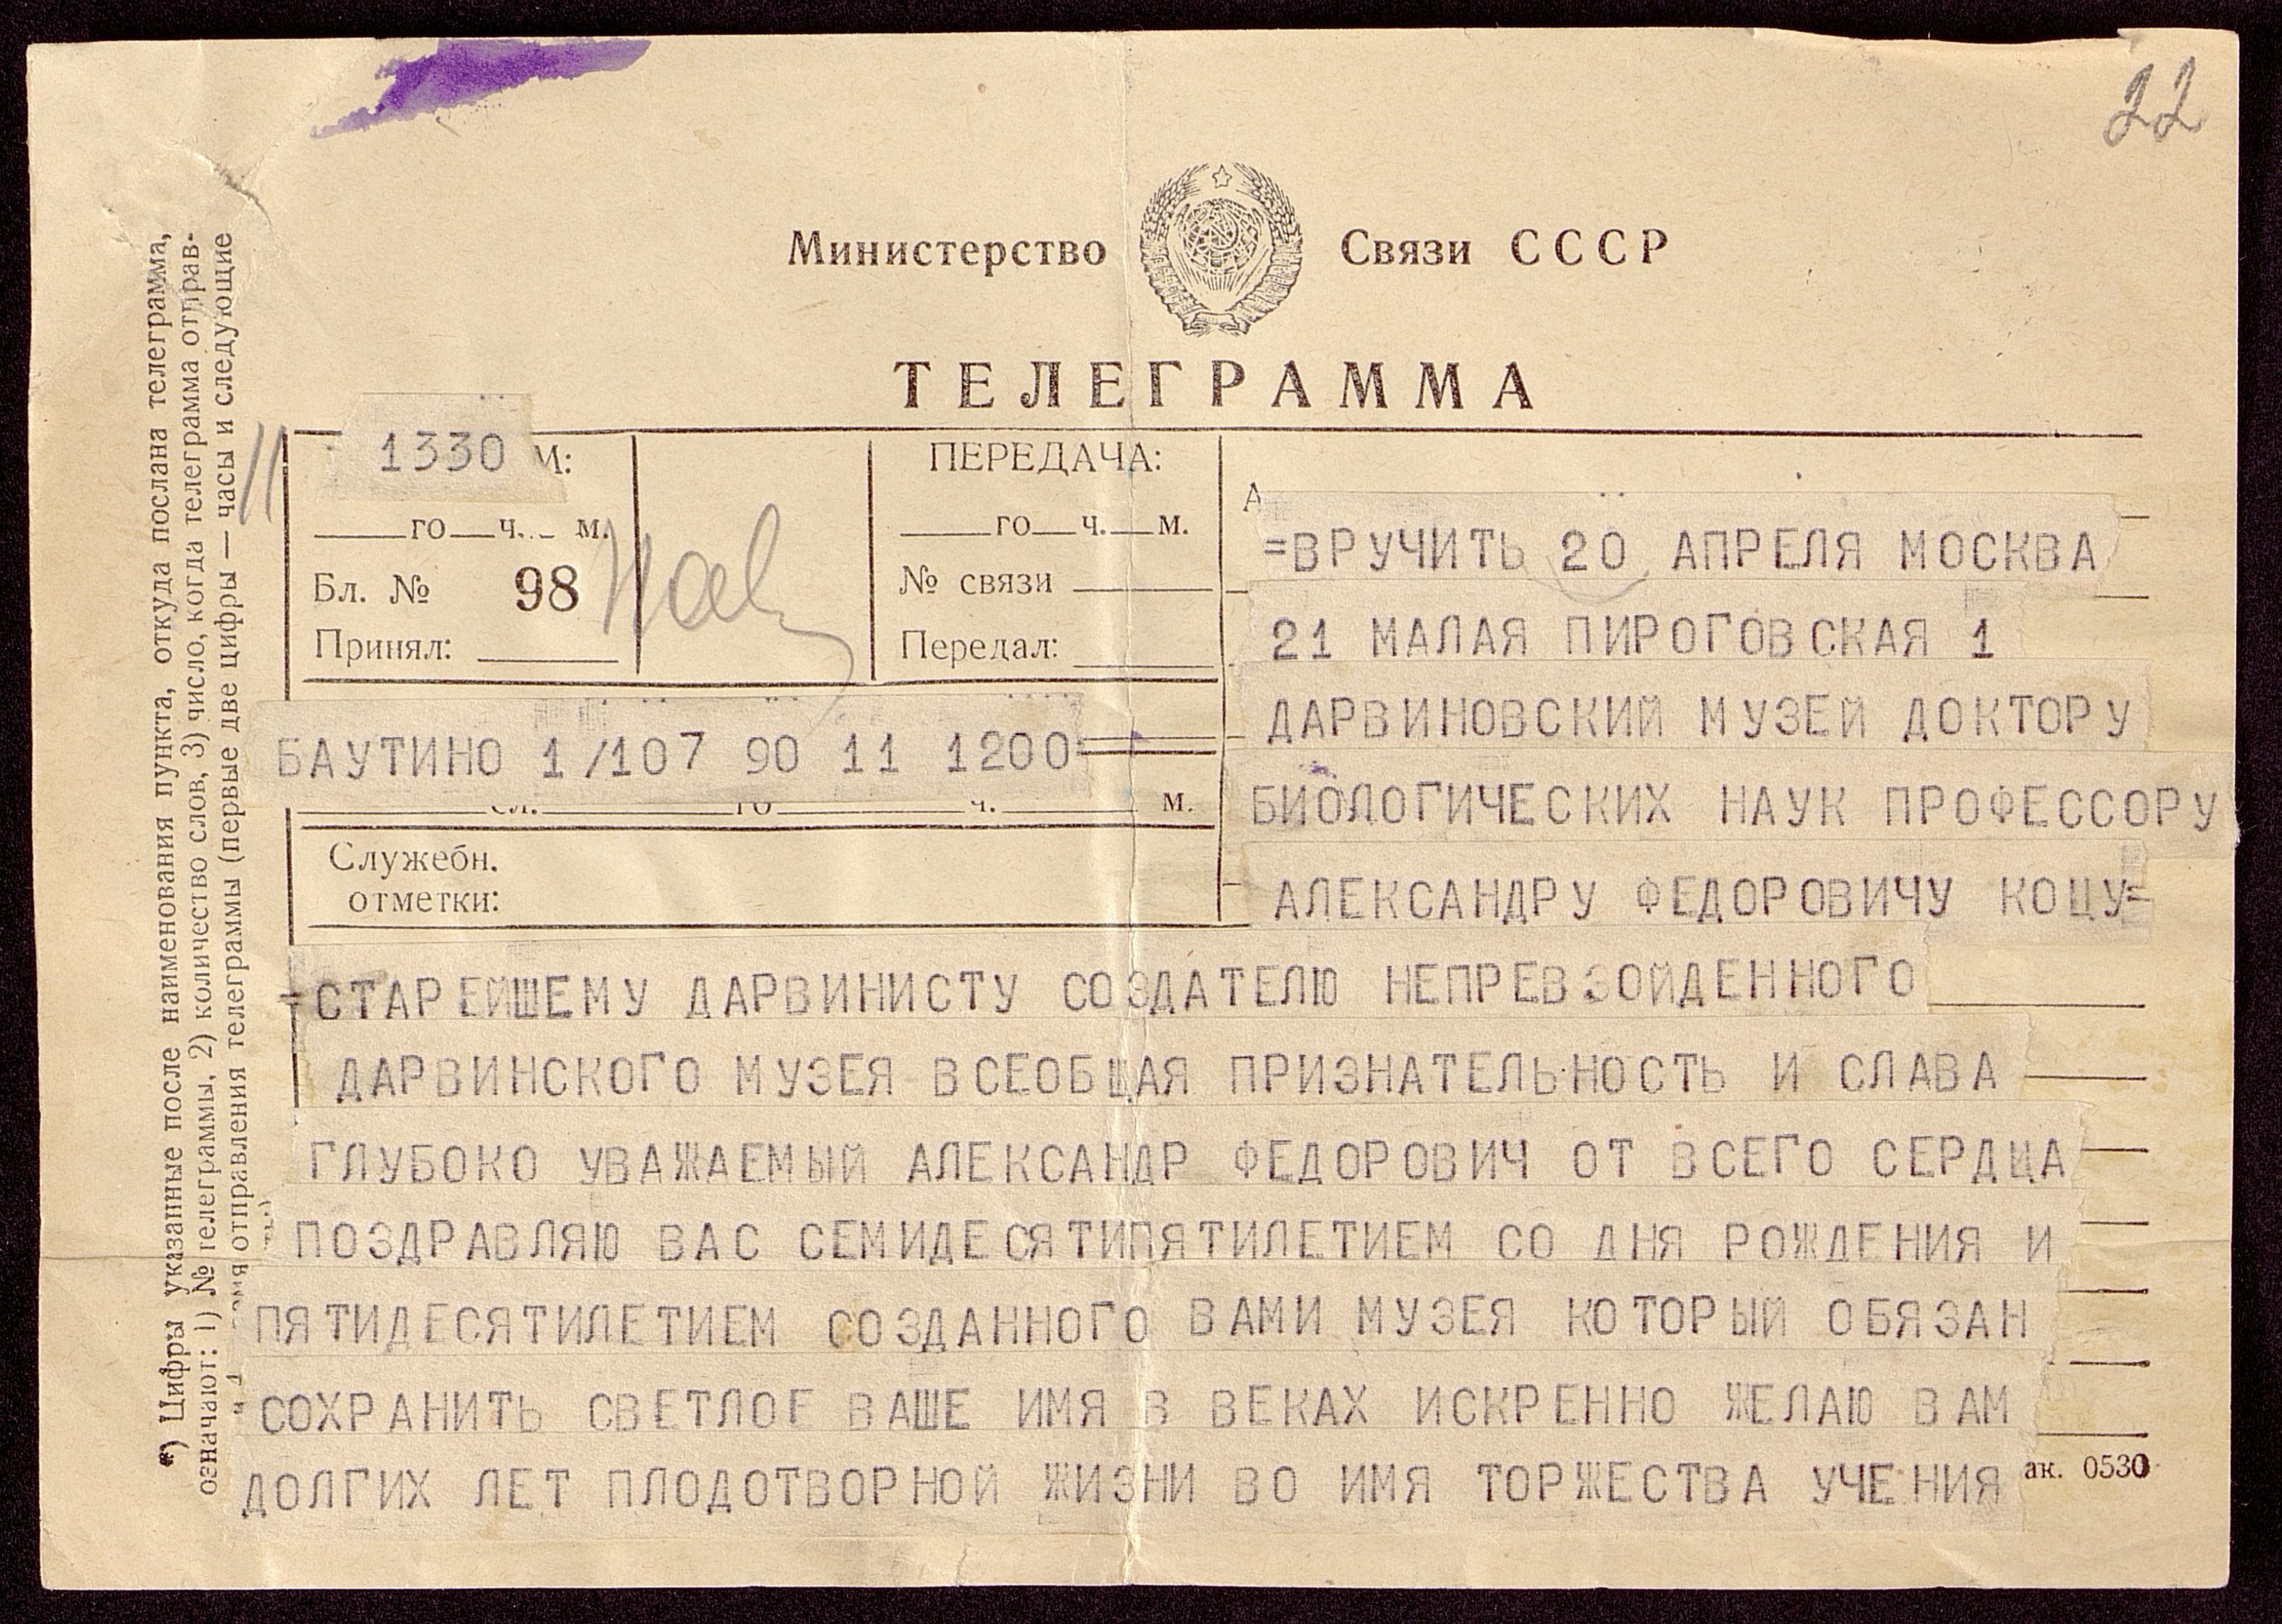 22
Министерство Связи СССР
ТЕЛЕГРАММА
1330 М:
го ч. м.
Бл. № 98
Принял:
ПЕРЕДАЧА:
го ч. м.
№ связи
Передал:
БАУТИНО 1/107 90 11 1200=
сл. го ч. м.
Служебн.
отметки:
А
=ВРУЧИТЬ 20 АПРЕЛЯ МОСКВА
21 МАЛАЯ ПИРОГОВСКАЯ 1
ДАРВИНОВСКИЙ МУЗЕЙ ДОКТОРУ
БИОЛОГИЧЕСКИХ НАУК ПРОФЕССОРУ
АЛЕКСАНДРУ ФЕДОРОВИЧУ КОЦУ=
=СТАРЕЙШЕМУ ДАРВИНИСТУ СОЗДАТЕЛЮ НЕПРЕВЗОЙДЕННОГО
ДАРВИНСКОГО МУЗЕЯ ВСЕОБЩАЯ ПРИЗНАТЕЛЬНОСТЬ И СЛАВА
ГЛУБОКО УВАЖАЕМЫЙ АЛЕКСАНДР ФЕДОРОВИЧ ОТ ВСЕГО СЕРДЦА
ПОЗДРАВЛЯЮ ВАС СЕМИДЕСЯТИПЯТИЛЕТИЕМ СО ДНЯ РОЖДЕНИЯ И
ПЯТИДЕСЯТИЛЕТИЕМ СОЗДАННОГО ВАМИ МУЗЕЯ КОТОРЫЙ ОБЯЗАН
СОХРАНИТЬ СВЕТЛОЕ ВАШЕ ИМЯ В ВЕКАХ ИСКРЕННО ЖЕЛАЮ ВАМ
ДОЛГИХ ЛЕТ ПЛОДОТВОРНОЙ ЖИЗНИ ВО ИМЯ ТОРЖЕСТВА УЧЕНИЯ
ак. 0530
*) Цифры указанные после наименования пункта, откуда послана телеграмма,
означают: 1) № телеграммы, 2) количество слов, 3) число, когда телеграмма отправ-
отправления телеграммы (первые две цифры — часы и следующие